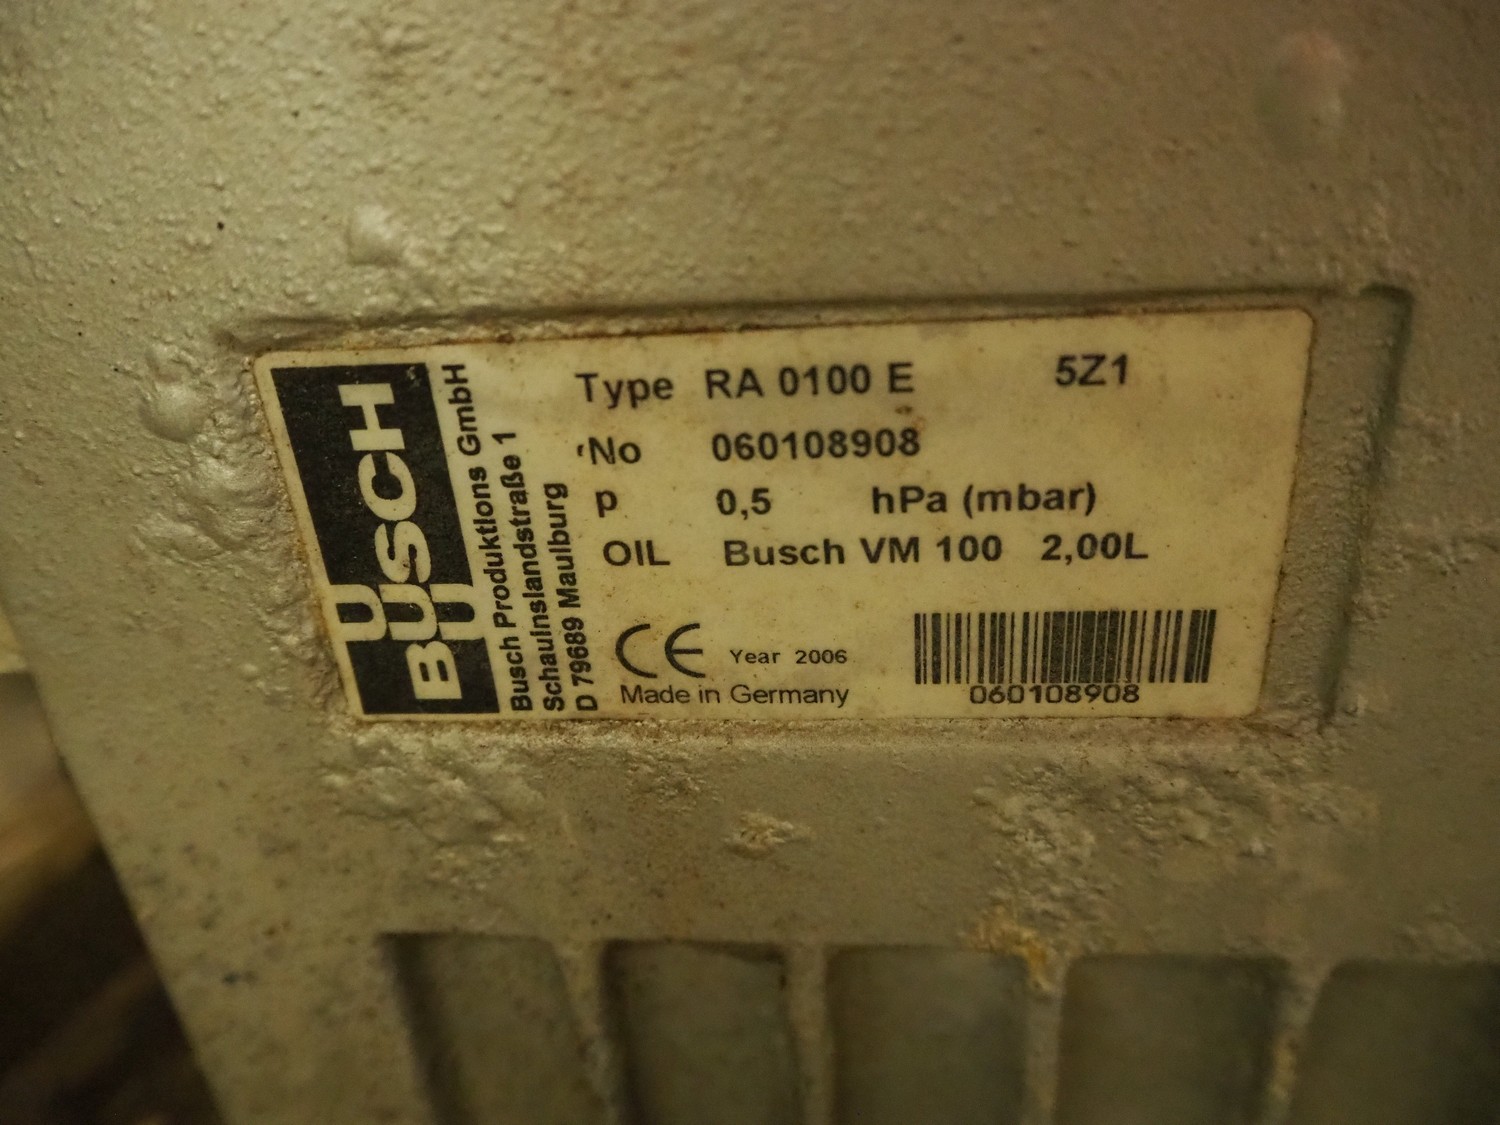 BUSCH
Busch Produktions GmbH
Schauinslandstraße 1
D 79689 Maulburg
Type RA 0100 E 5Z1
No 060108908
p 0,5 hPa (mbar)
OIL Busch VM 100 2,00L
CE Year 2006
Made in Germany
060108908